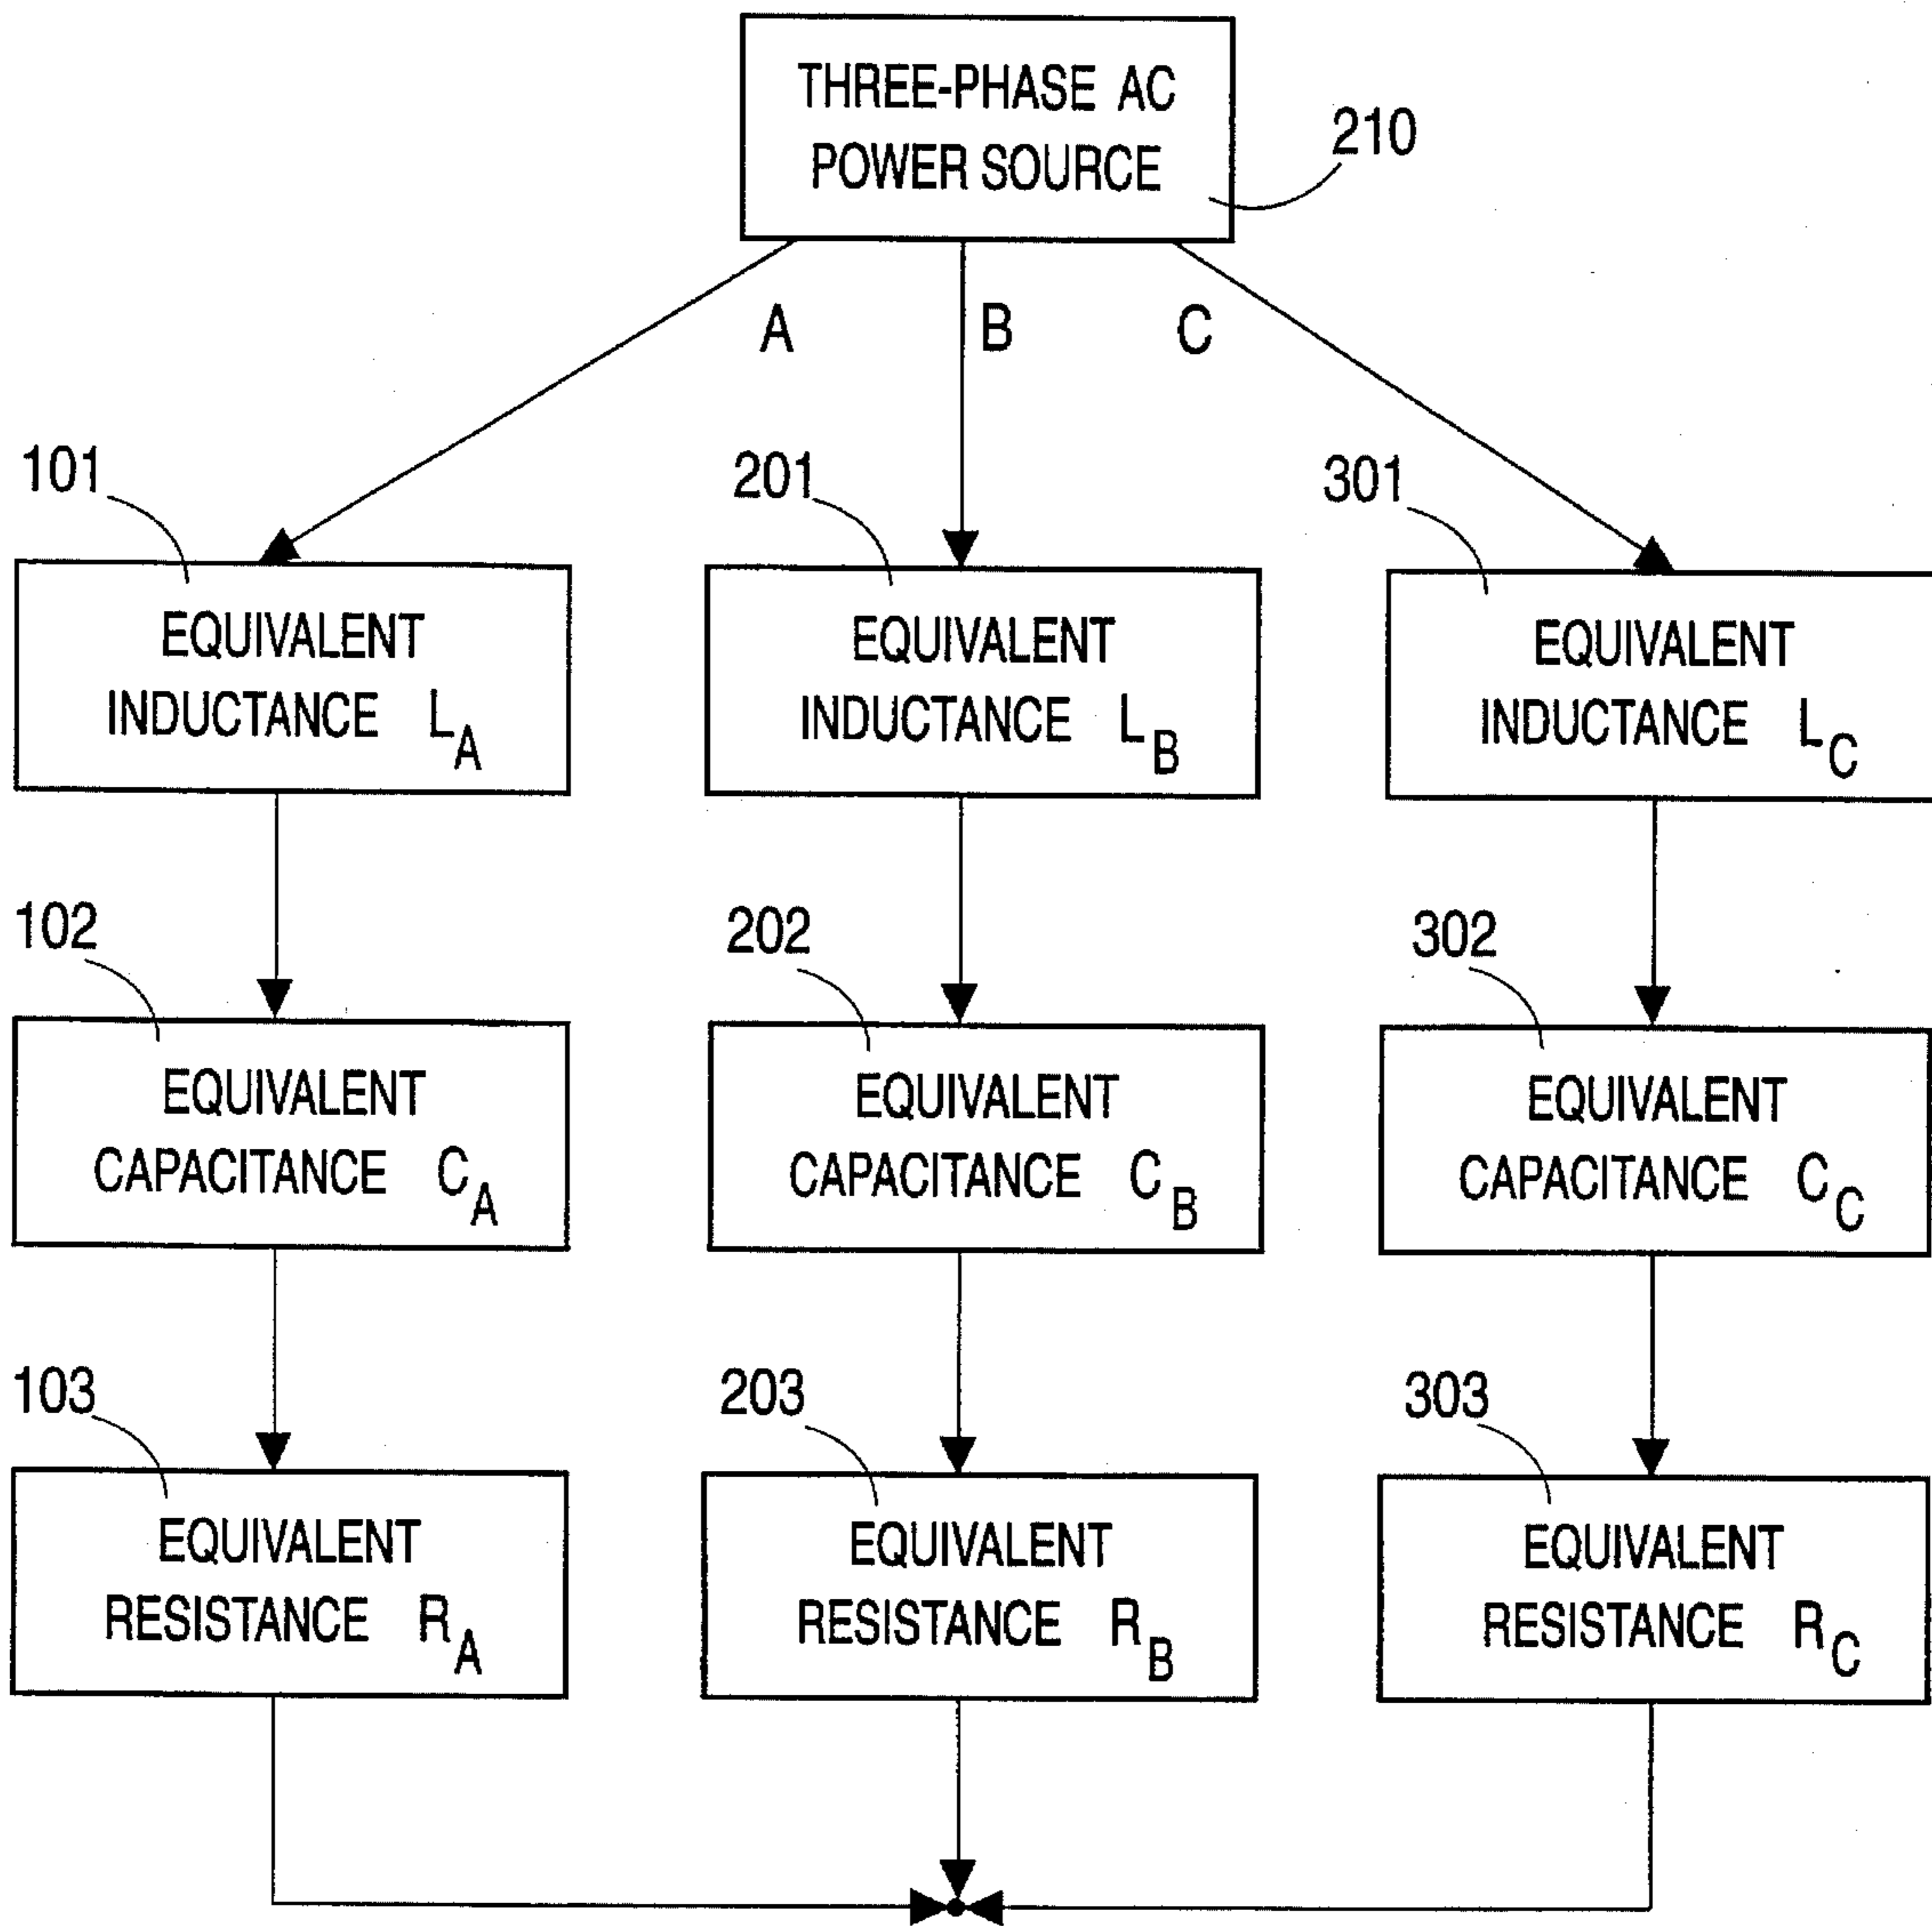 THREE-PHASE AC
POWER SOURCE
210
A
B
C
101
201
301
EQUIVALENT
INDUCTANCE L_A
EQUIVALENT
INDUCTANCE L_B
EQUIVALENT
INDUCTANCE L_C
102
202
302
EQUIVALENT
CAPACITANCE C_A
EQUIVALENT
CAPACITANCE C_B
EQUIVALENT
CAPACITANCE C_C
103
203
303
EQUIVALENT
RESISTANCE R_A
EQUIVALENT
RESISTANCE R_B
EQUIVALENT
RESISTANCE R_C